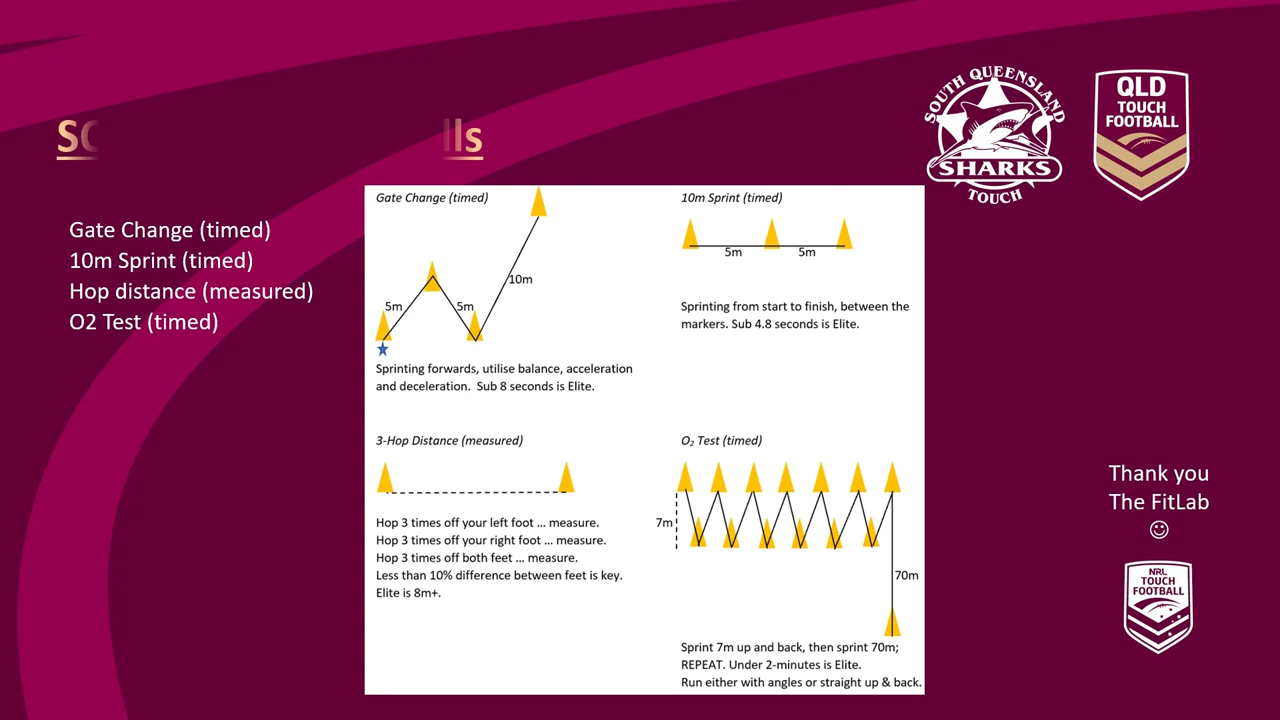 SOUTH QUEENSLAND
SHARKS
TOUCH
QLD
TOUCH
FOOTBALL
Gate Change (timed)
10m Sprint (timed)
Hop distance (measured)
O2 Test (timed)
Gate Change (timed)
5m
5m
10m
Sprinting forwards, utilise balance, acceleration
and deceleration.  Sub 8 seconds is Elite.
10m Sprint (timed)
5m
5m
Sprinting from start to finish, between the
markers. Sub 4.8 seconds is Elite.
3-Hop Distance (measured)
Hop 3 times off your left foot … measure.
Hop 3 times off your right foot … measure.
Hop 3 times off both feet … measure.
Less than 10% difference between feet is key.
Elite is 8m+.
O₂ Test (timed)
7m
70m
Sprint 7m up and back, then sprint 70m;
REPEAT. Under 2-minutes is Elite.
Run either with angles or straight up & back.
Thank you
The FitLab
☺
NRL
TOUCH
FOOTBALL